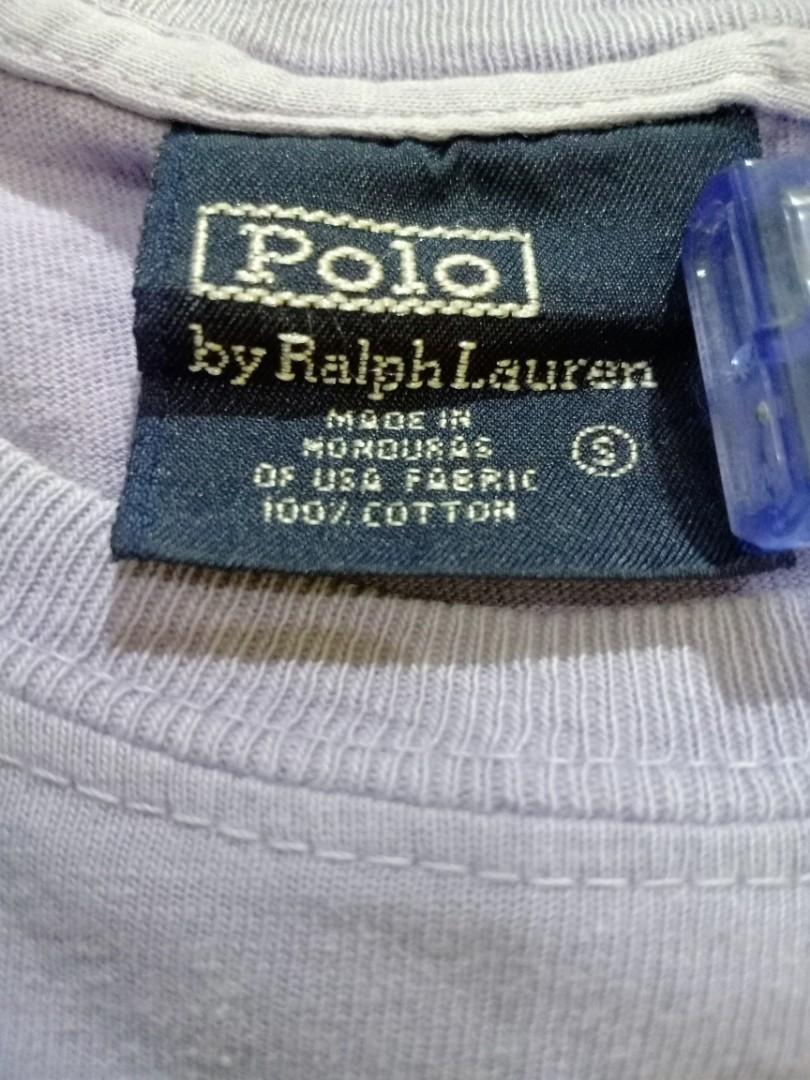 Polo
by Ralph Lauren
MADE IN
HONDURAS
OF USA FABRIC
100% COTTON
S